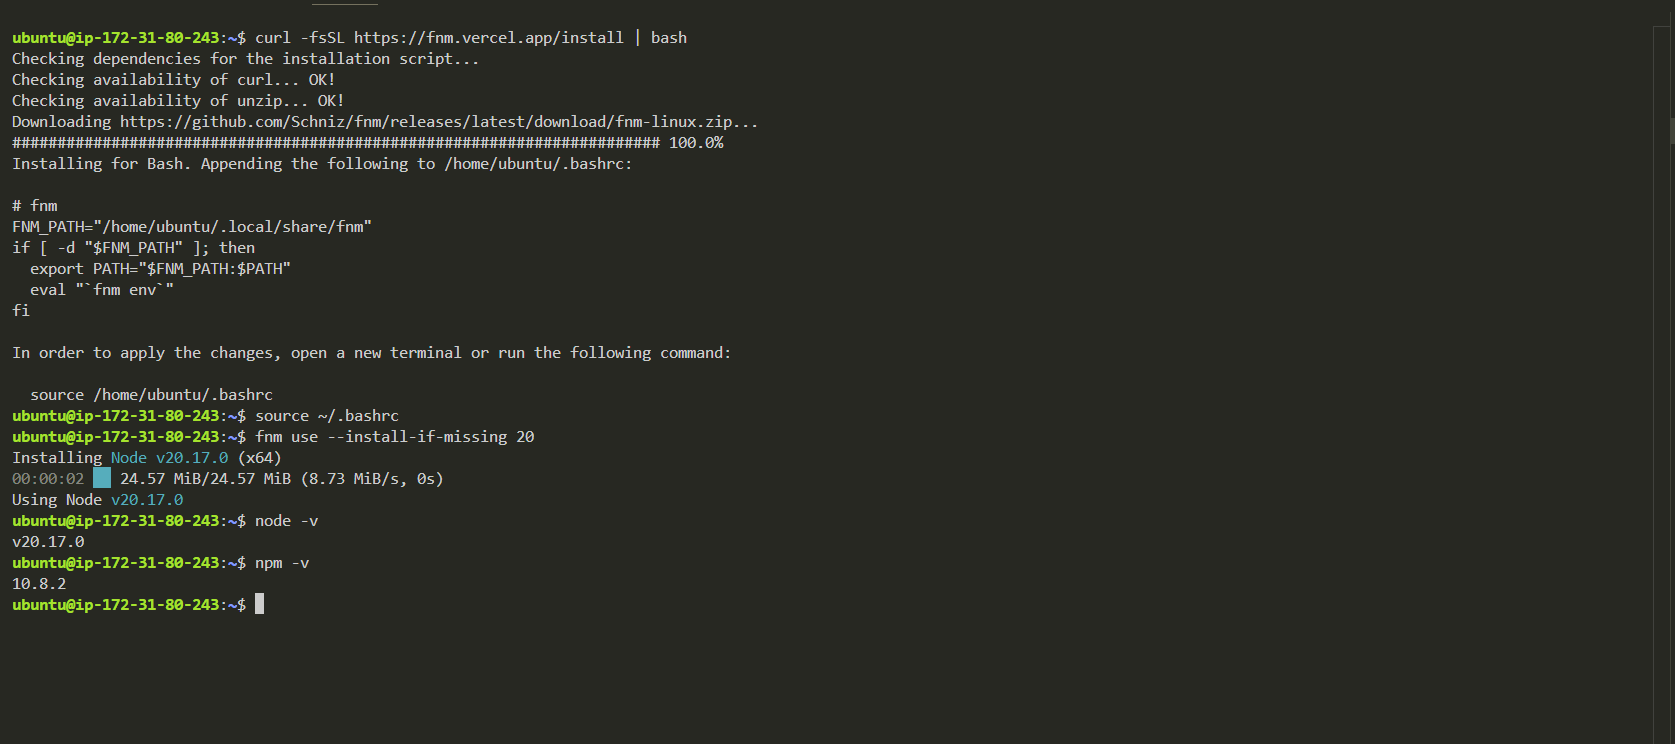 ubuntu@ip-172-31-80-243:~$ curl -fsSL https://fnm.vercel.app/install | bash
Checking dependencies for the installation script...
Checking availability of curl... OK!
Checking availability of unzip... OK!
Downloading https://github.com/Schniz/fnm/releases/latest/download/fnm-linux.zip...
######################################################################## 100.0%
Installing for Bash. Appending the following to /home/ubuntu/.bashrc:

# fnm
FNM_PATH="/home/ubuntu/.local/share/fnm"
if [ -d "$FNM_PATH" ]; then
  export PATH="$FNM_PATH:$PATH"
  eval "`fnm env`"
fi

In order to apply the changes, open a new terminal or run the following command:

  source /home/ubuntu/.bashrc
ubuntu@ip-172-31-80-243:~$ source ~/.bashrc
ubuntu@ip-172-31-80-243:~$ fnm use --install-if-missing 20
Installing Node v20.17.0 (x64)
00:00:02 24.57 MiB/24.57 MiB (8.73 MiB/s, 0s)
Using Node v20.17.0
ubuntu@ip-172-31-80-243:~$ node -v
v20.17.0
ubuntu@ip-172-31-80-243:~$ npm -v
10.8.2
ubuntu@ip-172-31-80-243:~$